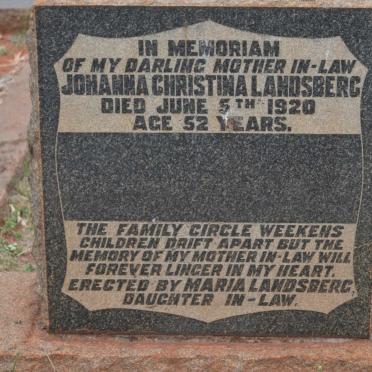 IN MEMORIAM
OF MY DARLING MOTHER IN-LAW
JOHANNA CHRISTINA LANDSBERG
DIED JUNE 5TH 1920
AGE 52 YEARS.
THE FAMILY CIRCLE WEEKENS
CHILDREN DRIFT APART BUT THE
MEMORY OF MY MOTHER IN-LAW WILL
FOREVER LINGER IN MY HEART.
ERECTED BY MARIA LANDSBERG.
DAUGHTER IN-LAW.